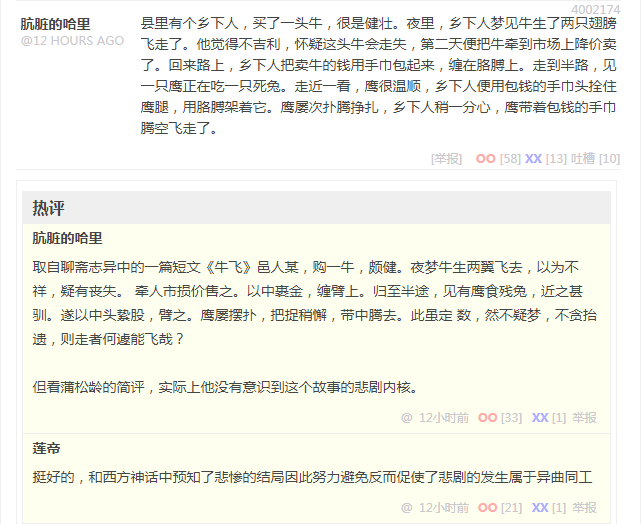 4002174
肮脏的哈里
@12 HOURS AGO
县里有个乡下人，买了一头牛，很是健壮。夜里，乡下人梦见牛生了两只翅膀
飞走了。他觉得不吉利，怀疑这头牛会走失，第二天便把牛牵到市场上降价卖
了。回来路上，乡下人把卖牛的钱用手巾包起来，缠在胳膊上。走到半路，见
一只鹰正在吃一只死兔。走近一看，鹰很温顺，乡下人便用包钱的手巾头拴住
鹰腿，用胳膊架着它。鹰屡次扑腾挣扎，乡下人稍一分心，鹰带着包钱的手巾
腾空飞走了。
[举报] OO [58] XX [13] 吐槽 [10]
热评
肮脏的哈里
取自聊斋志异中的一篇短文《牛飞》邑人某，购一牛，颇健。夜梦牛生两翼飞去，以为不
祥，疑有丧失。 牵人市损价售之。以巾裹金，缠臂上。归至半途，见有鹰食残兔，近之甚
驯。遂以巾头絷股，臂之。鹰屡摆扑，把捉稍懈，带巾腾去。此虽定 数，然不疑梦，不贪拾
遗，则走者何遽能飞哉？
但看蒲松龄的简评，实际上他没有意识到这个故事的悲剧内核。
@ 12小时前 OO [33] XX [1] 举报
莲帝
挺好的，和西方神话中预知了悲惨的结局因此努力避免反而促使了悲剧的发生属于异曲同工
@ 12小时前 OO [21] XX [1] 举报